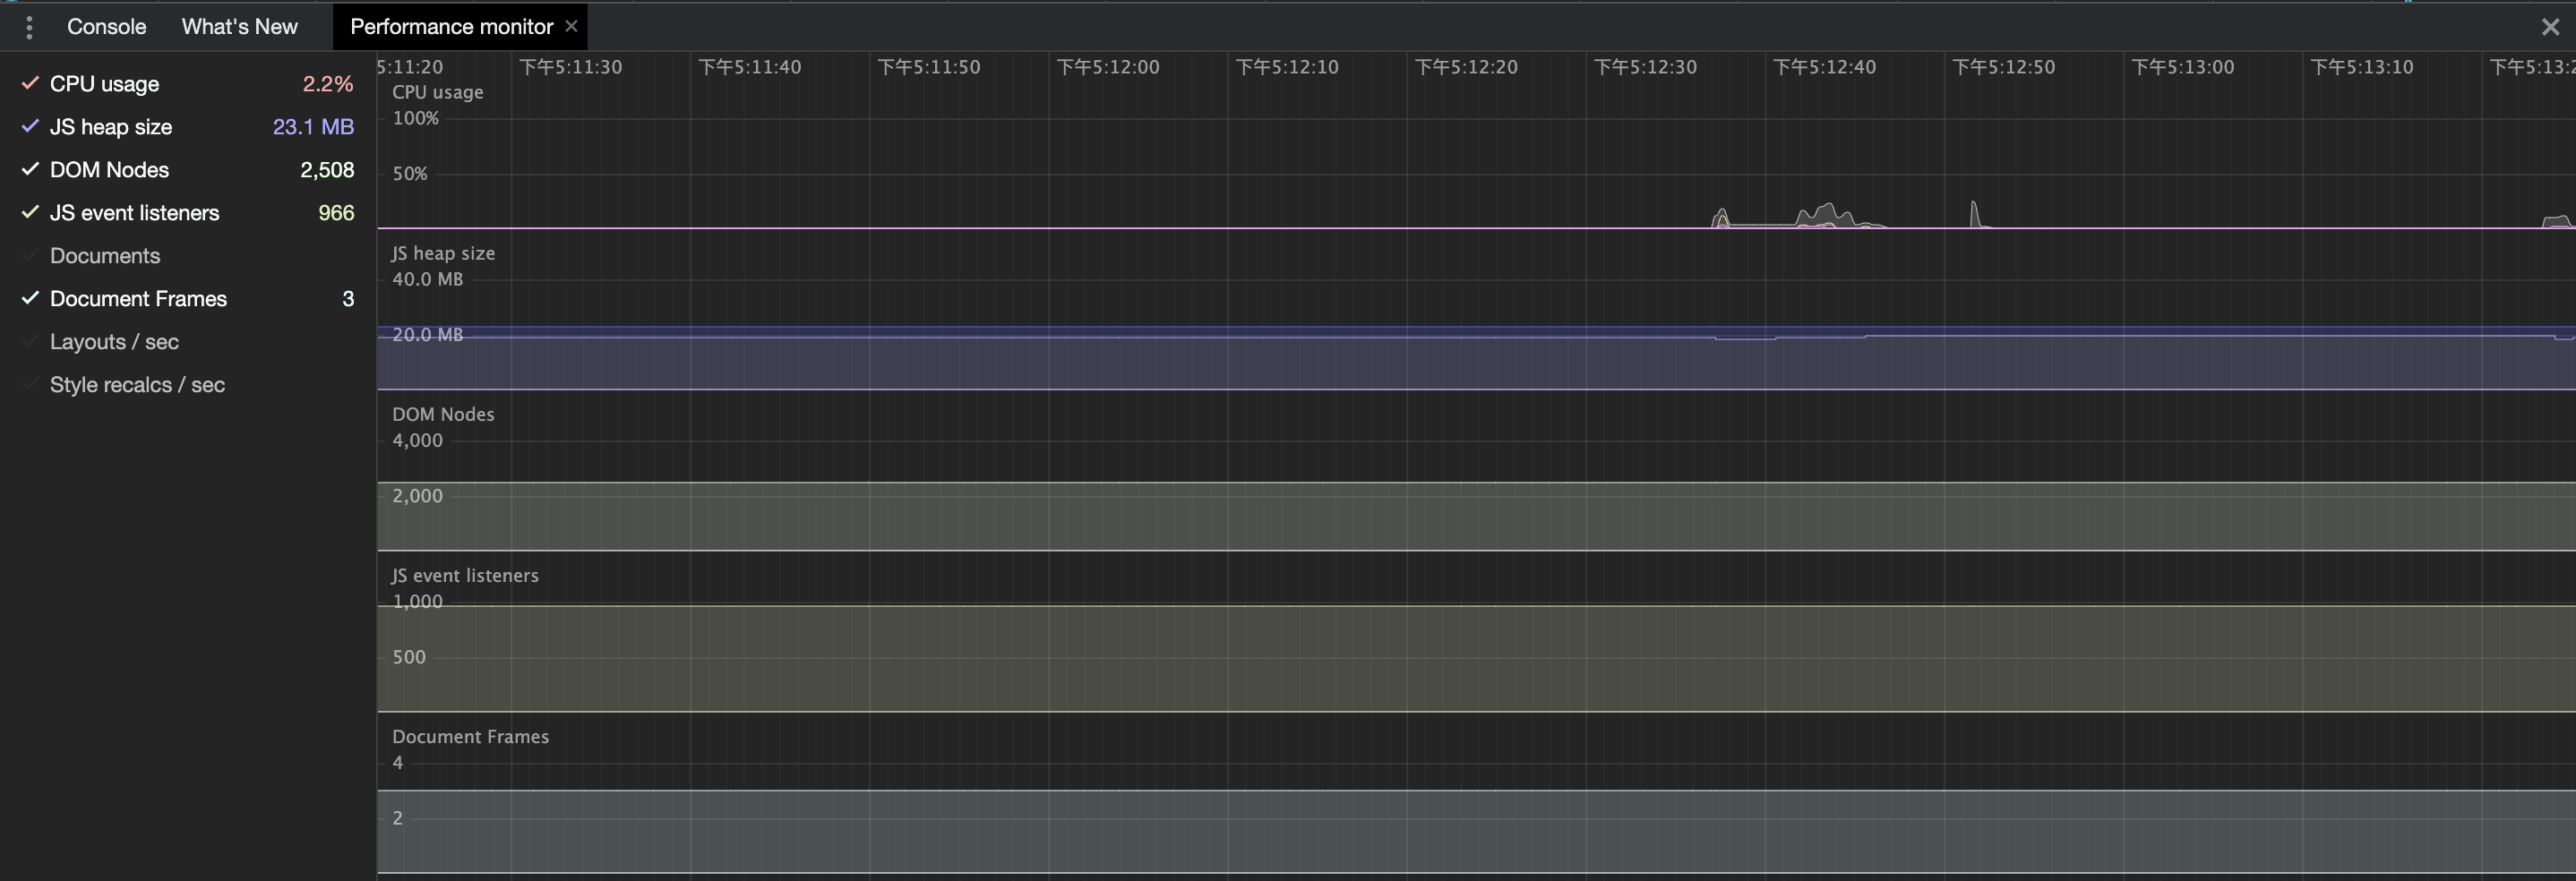 Console What's New Performance monitor
CPU usage 2.2%
JS heap size 23.1 MB
DOM Nodes 2,508
JS event listeners 966
Documents
Document Frames 3
Layouts / sec
Style recalcs / sec
5:11:20 下午5:11:30 下午5:11:40 下午5:11:50 下午5:12:00 下午5:12:10 下午5:12:20 下午5:12:30 下午5:12:40 下午5:12:50 下午5:13:00 下午5:13:10 下午5:13:2
CPU usage
100%
50%
JS heap size
40.0 MB
20.0 MB
DOM Nodes
4,000
2,000
JS event listeners
1,000
500
Document Frames
4
2